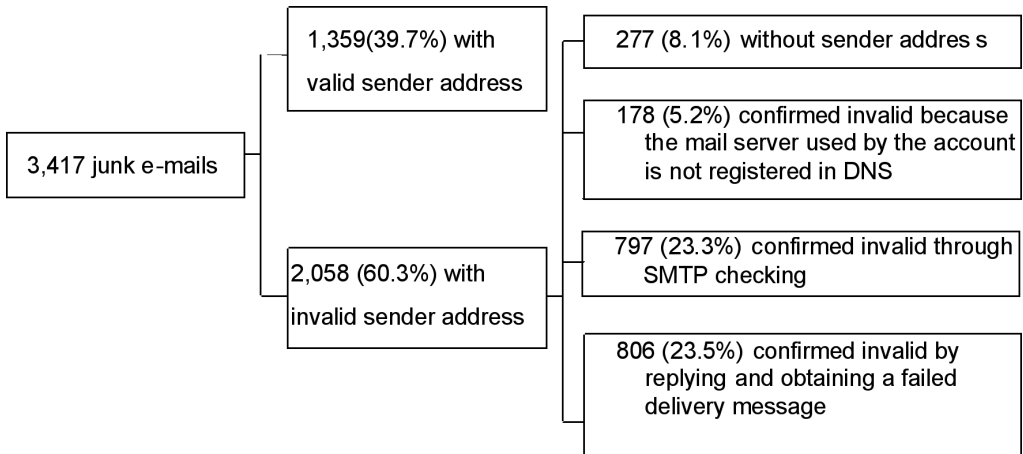 3,417 junk e-mails
1,359(39.7%) with
valid sender address
2,058 (60.3%) with
invalid sender address
277 (8.1%) without sender addres s
178 (5.2%) confirmed invalid because
the mail server used by the account
is not registered in DNS
797 (23.3%) confirmed invalid through
SMTP checking
806 (23.5%) confirmed invalid by
replying and obtaining a failed
delivery message